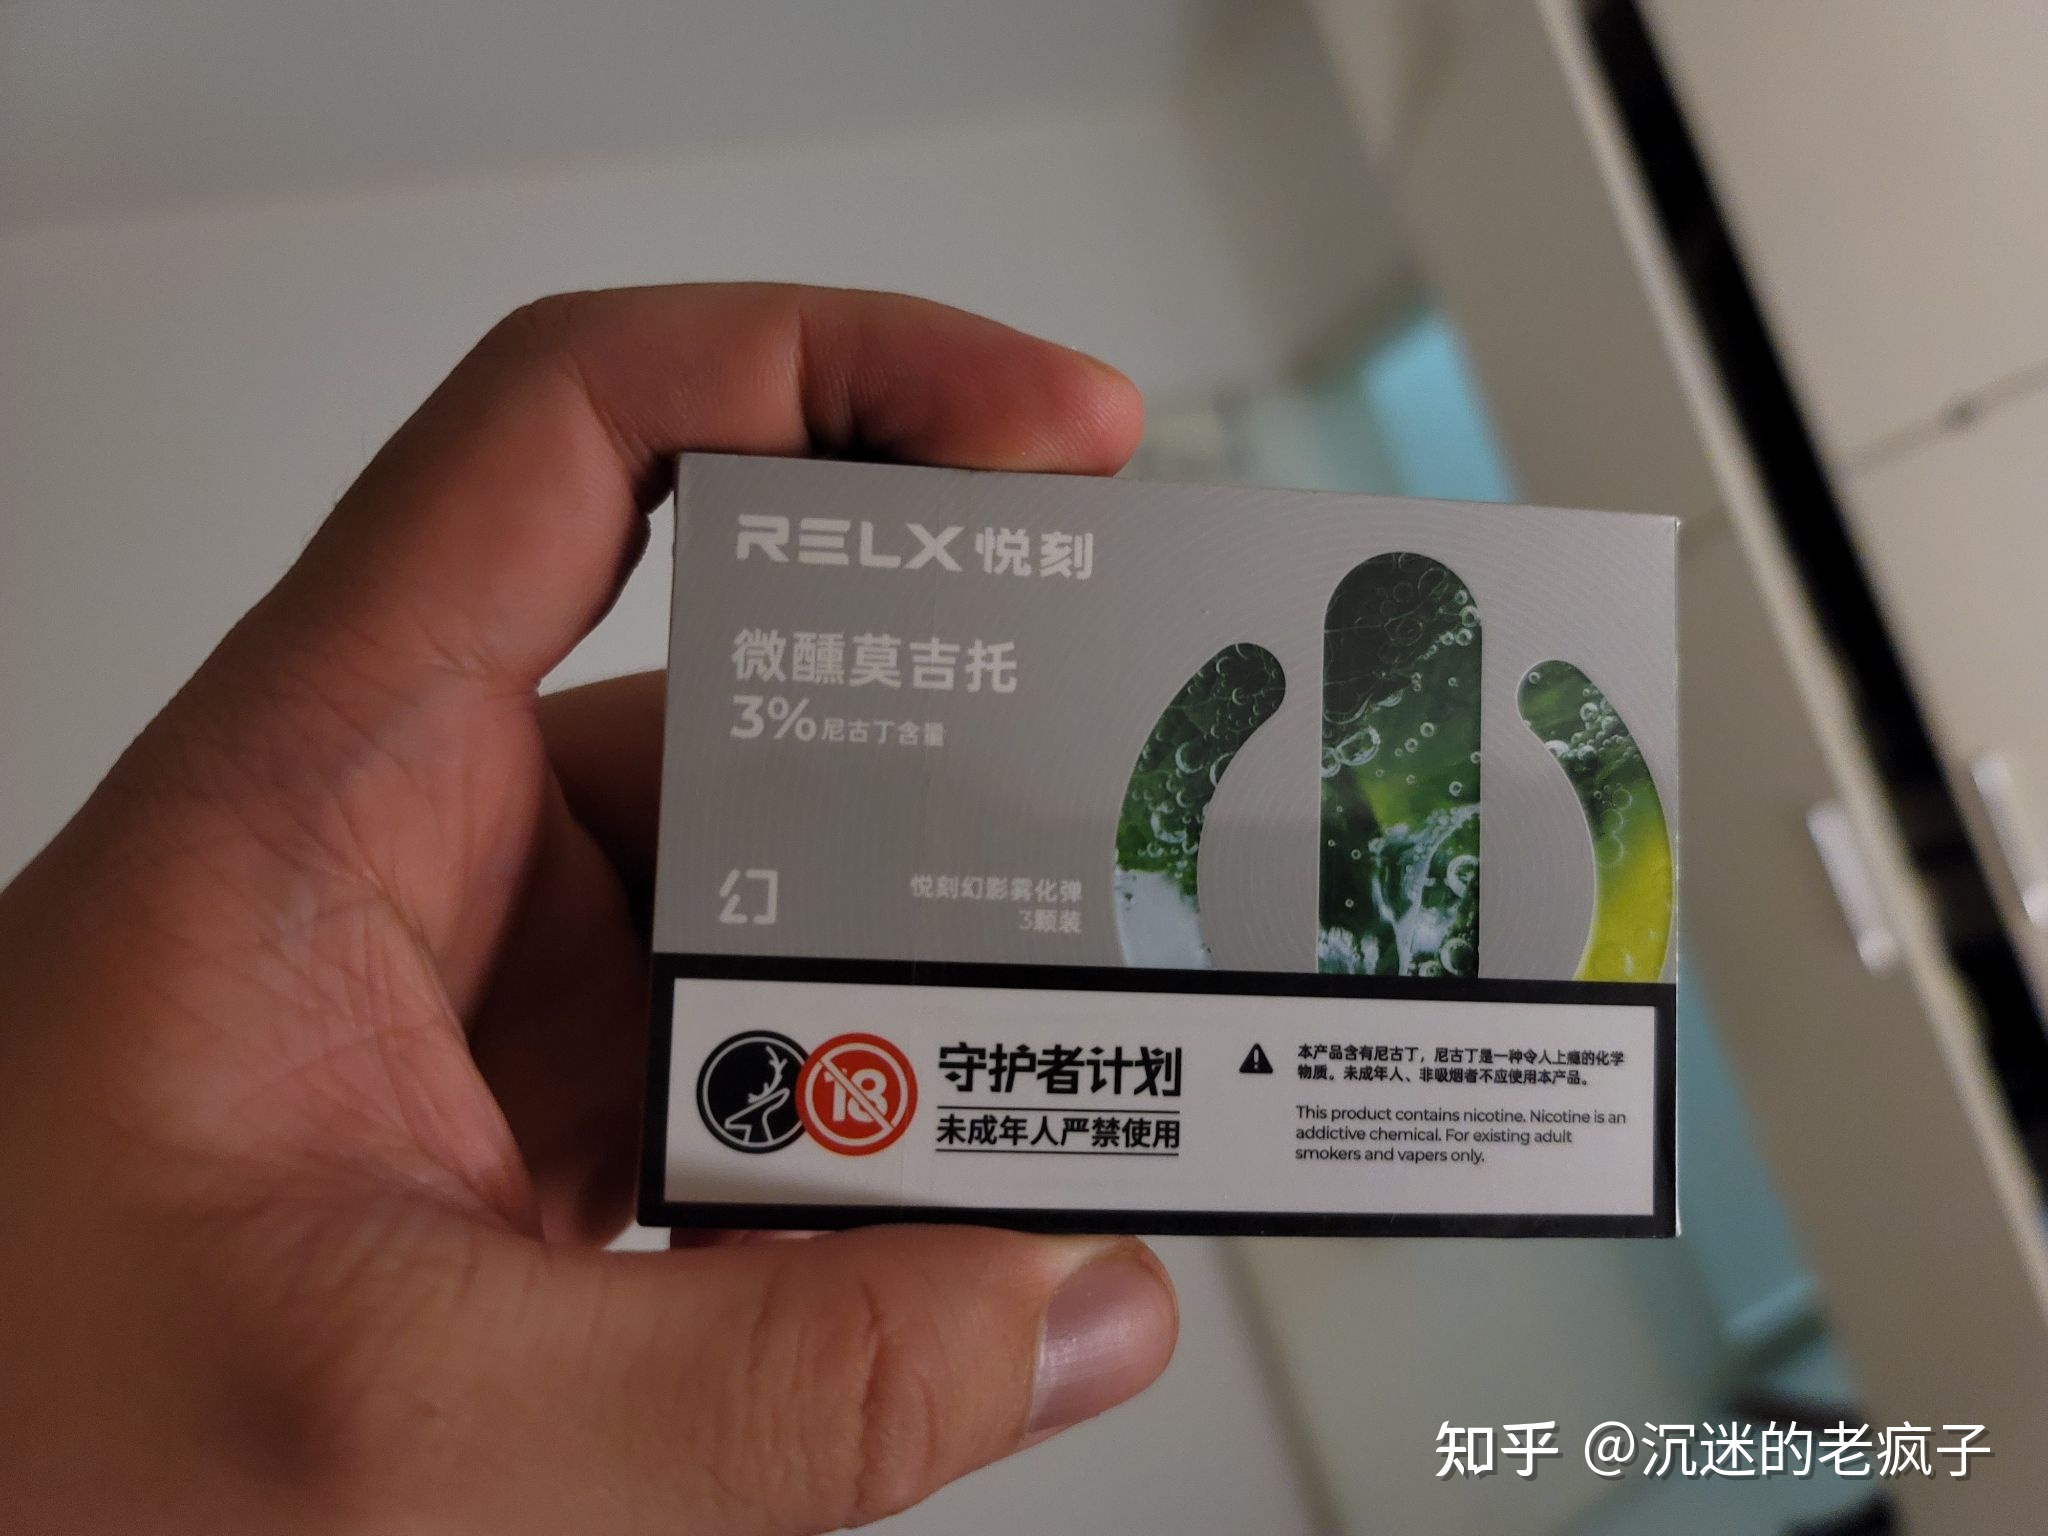 RELX 悦刻
微醺莫吉托
3% 尼古丁含量
幻
悦刻幻影雾化弹
3颗装
18
守护者计划
未成年人严禁使用
本产品含有尼古丁，尼古丁是一种令人上瘾的化学
物质。未成年人、非吸烟者不应使用本产品。
This product contains nicotine. Nicotine is an
addictive chemical. For existing adult
smokers and vapers only.
知乎 @沉迷的老疯子